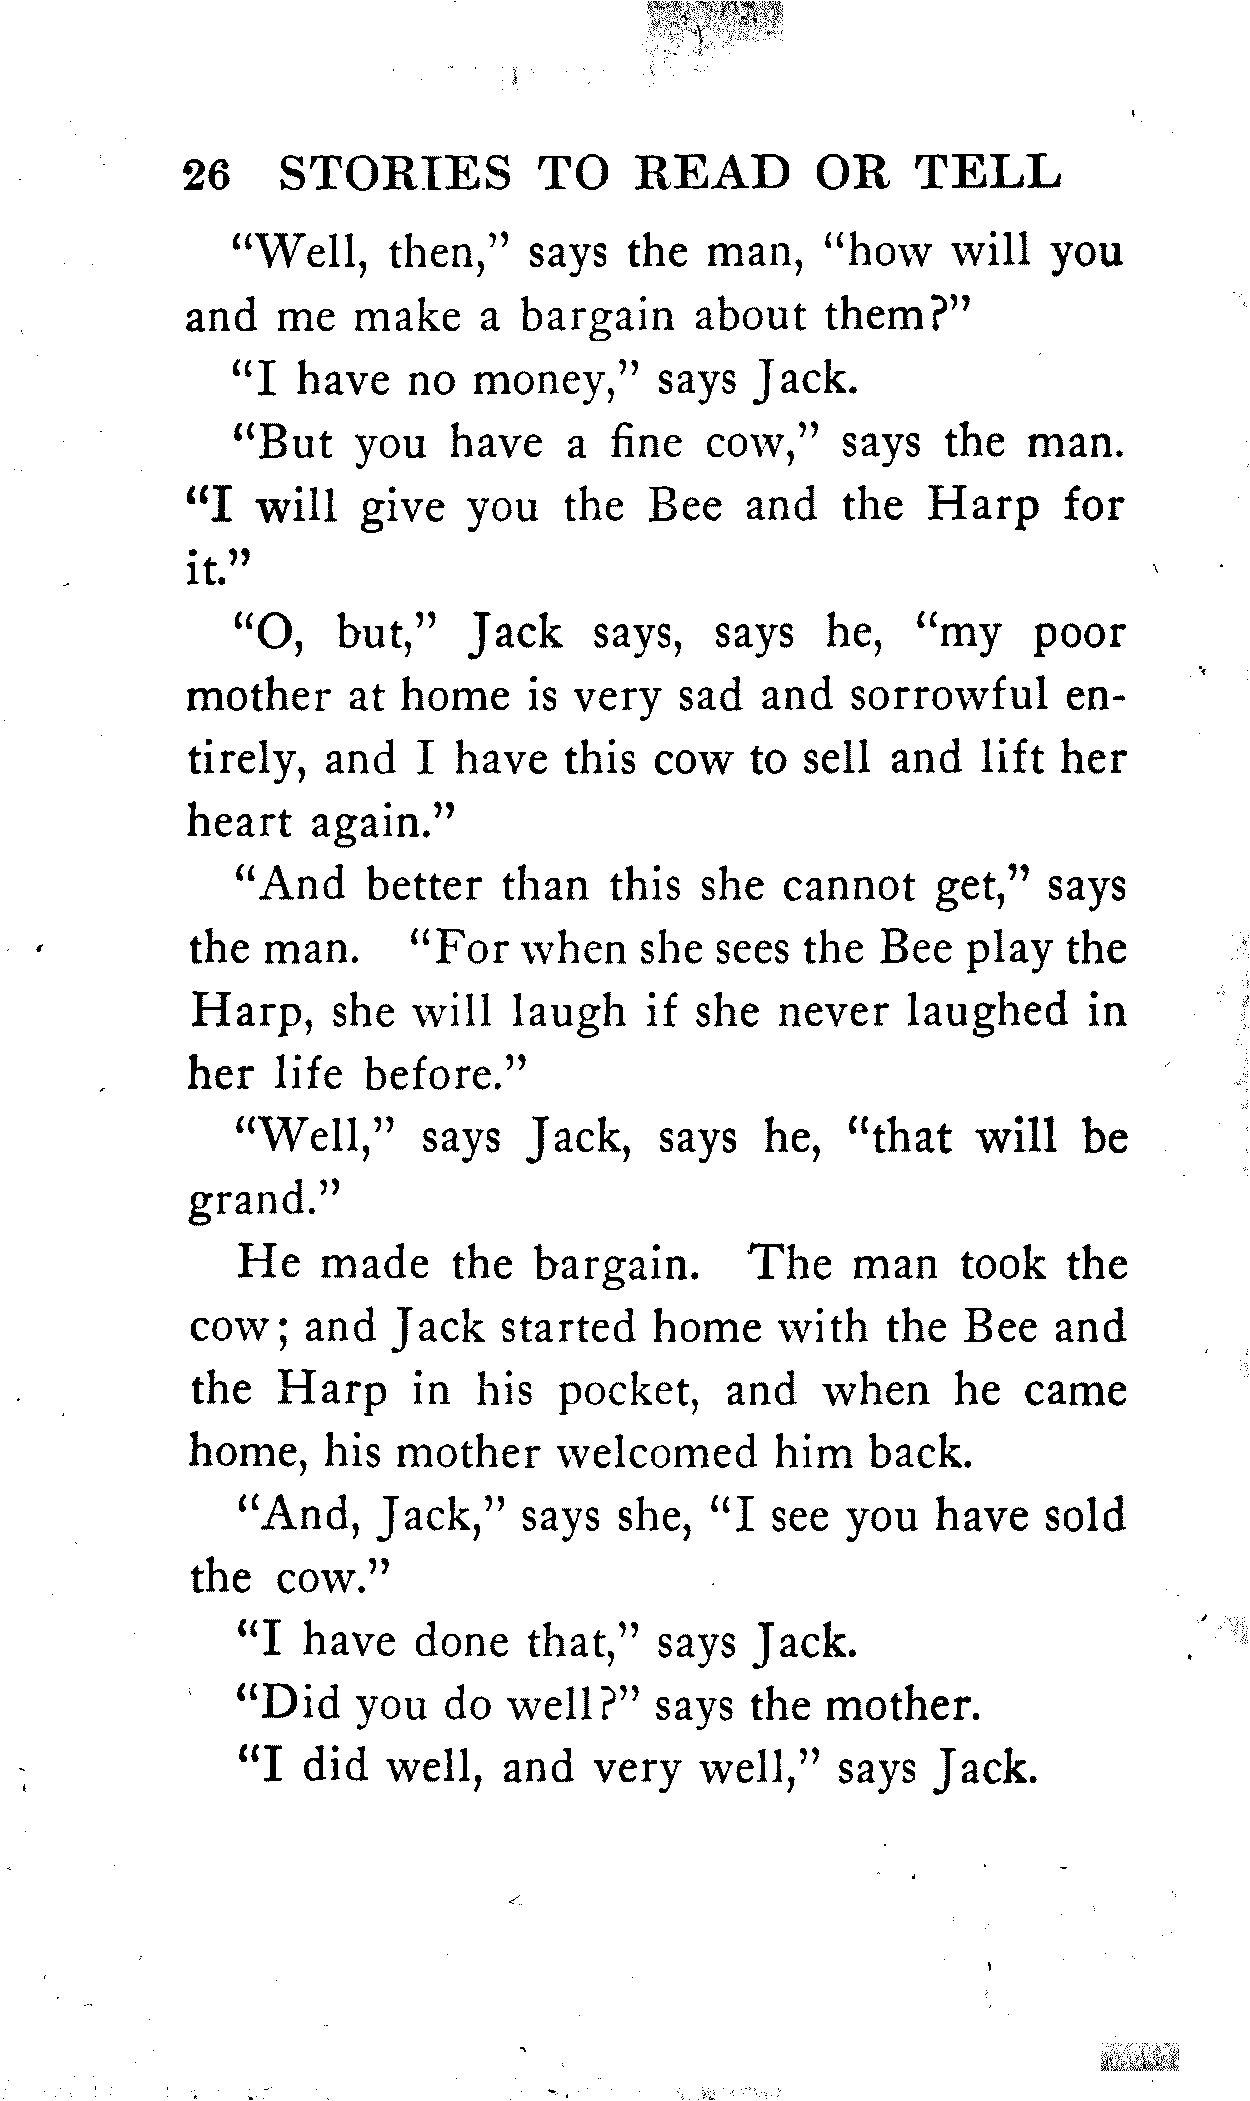 26 STORIES TO READ OR TELL
“Well, then,” says the man, “how will you
and me make a bargain about them?”
“I have no money,” says Jack.
“But you have a fine cow,” says the man.
“I will give you the Bee and the Harp for
it.”
“O, but,” Jack says, says he, “my poor
mother at home is very sad and sorrowful en-
tirely, and I have this cow to sell and lift her
heart again.”
“And better than this she cannot get,” says
the man. “For when she sees the Bee play the
Harp, she will laugh if she never laughed in
her life before.”
“Well,” says Jack, says he, “that will be
grand.”
He made the bargain. The man took the
cow; and Jack started home with the Bee and
the Harp in his pocket, and when he came
home, his mother welcomed him back.
“And, Jack,” says she, “I see you have sold
the cow.”
“I have done that,” says Jack.
“Did you do well?” says the mother.
“I did well, and very well,” says Jack.